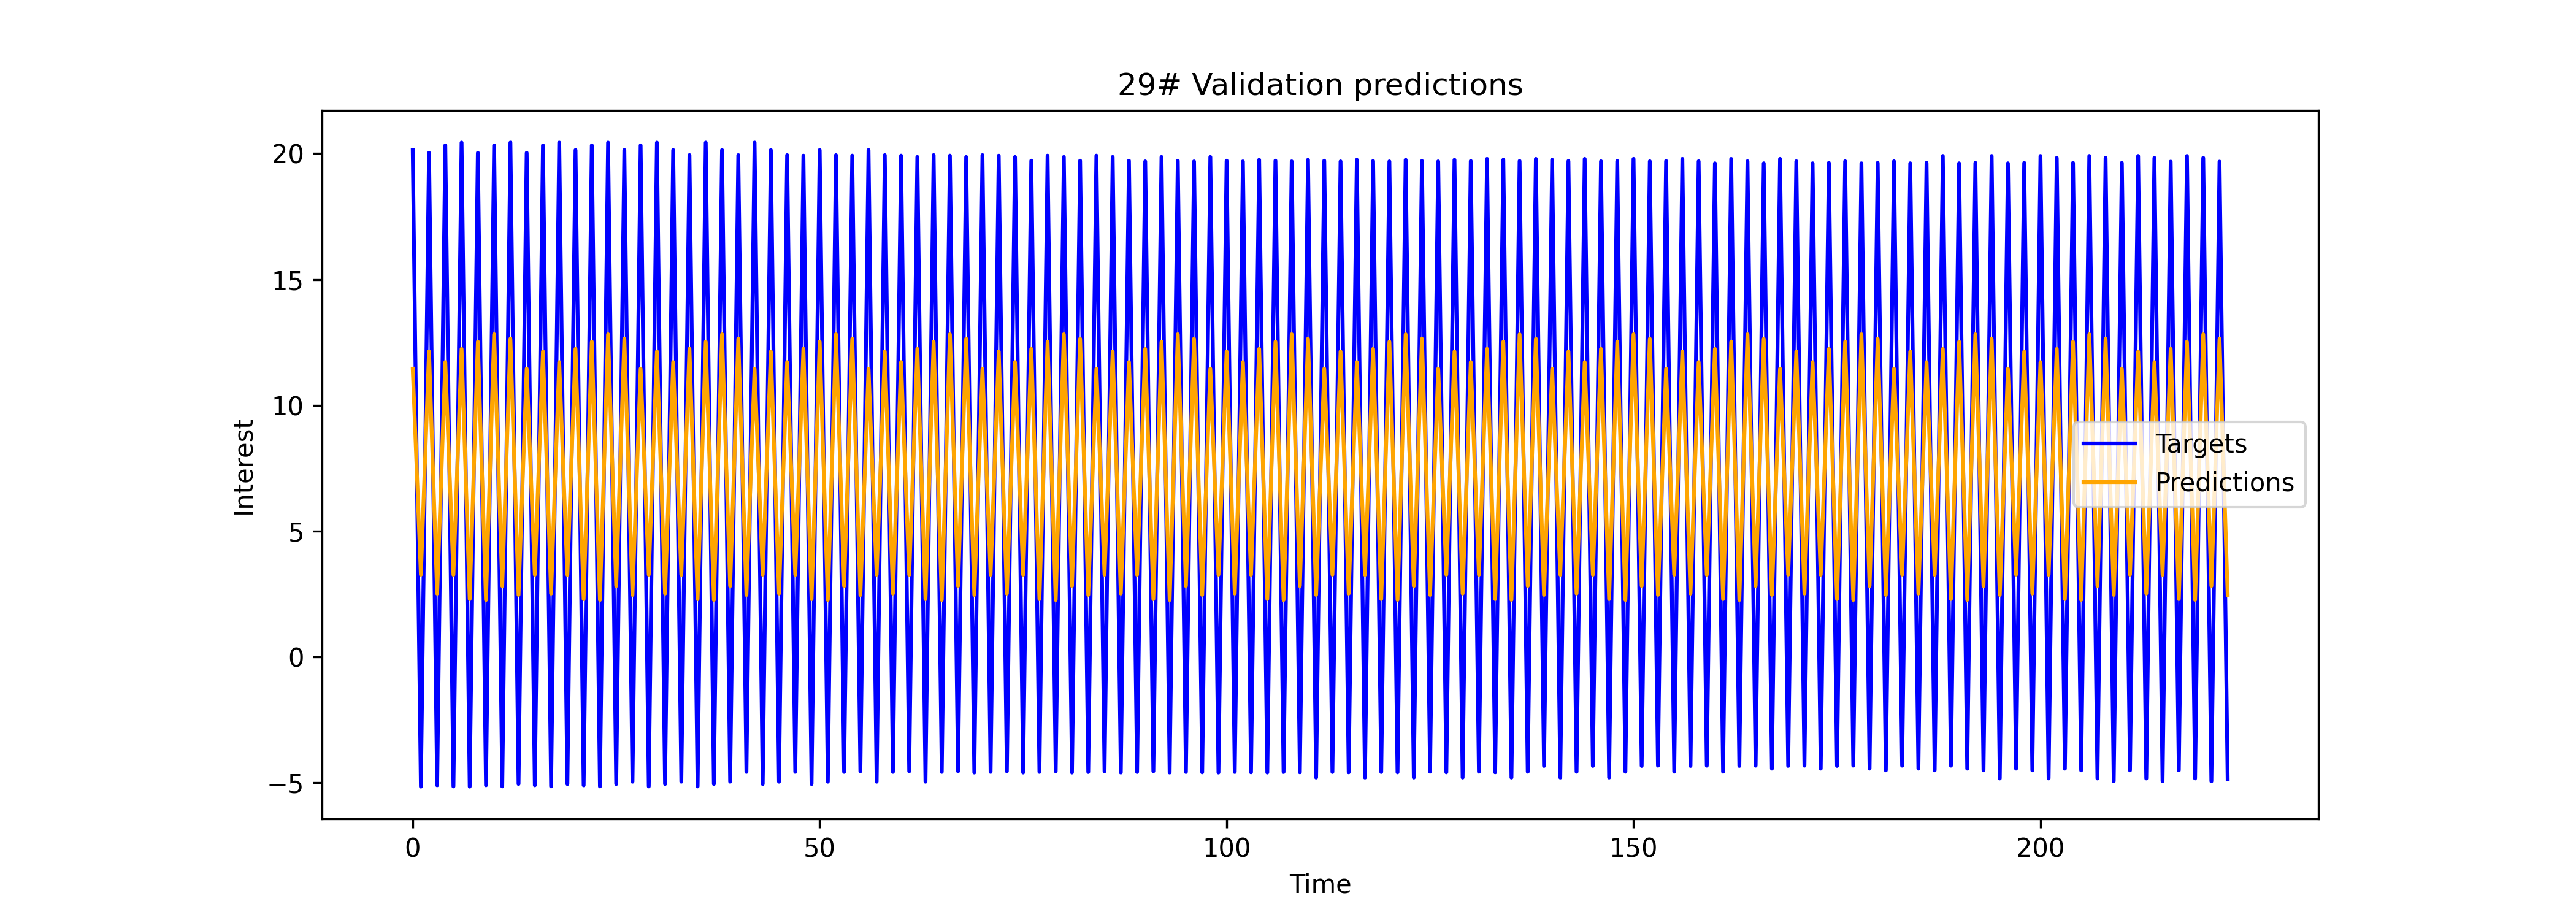 29# Validation predictions
Interest
20
15
10
5
0
−5
Targets
Predictions
0 50 100 150 200
Time